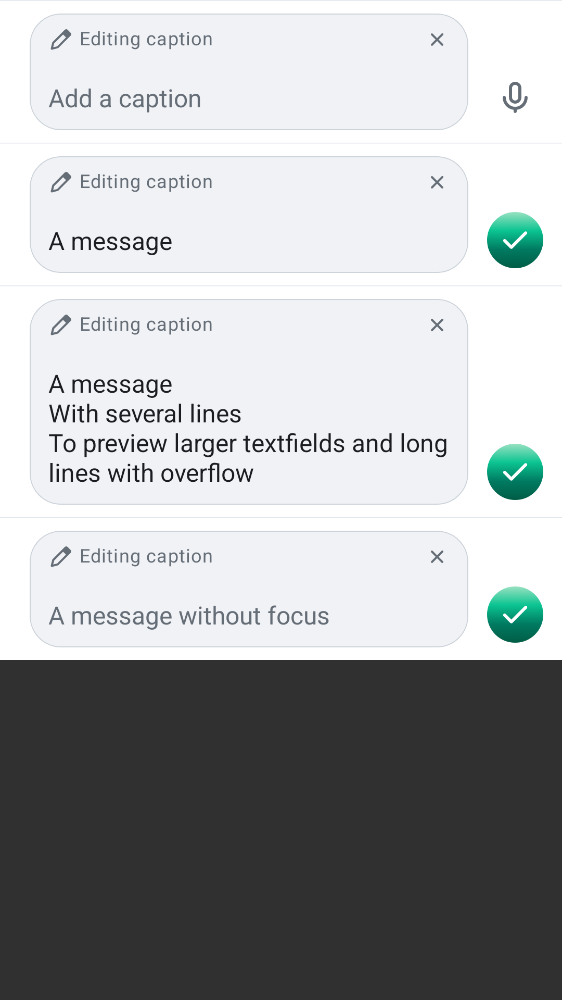 Editing caption
Add a caption
Editing caption
A message
Editing caption
A message
With several lines
To preview larger textfields and long
lines with overflow
Editing caption
A message without focus